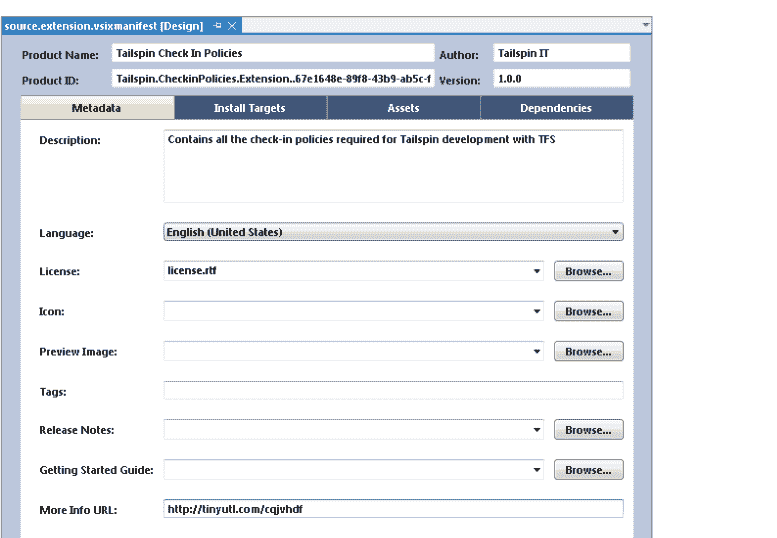 source.extension.vsixmanifest [Design]
Product Name: Tailspin Check In Policies Author: Tailspin IT
Product ID: Tailspin.CheckinPolicies.Extension..67e1648e-89f8-43b9-ab5c-f Version: 1.0.0
Metadata Install Targets Assets Dependencies
Description: Contains all the check-in policies required for Tailspin development with TFS
Language: English (United States)
License: license.rtf Browse...
Icon: Browse...
Preview Image: Browse...
Tags:
Release Notes: Browse...
Getting Started Guide: Browse...
More Info URL: http://tinyutl.com/cqjvhdf